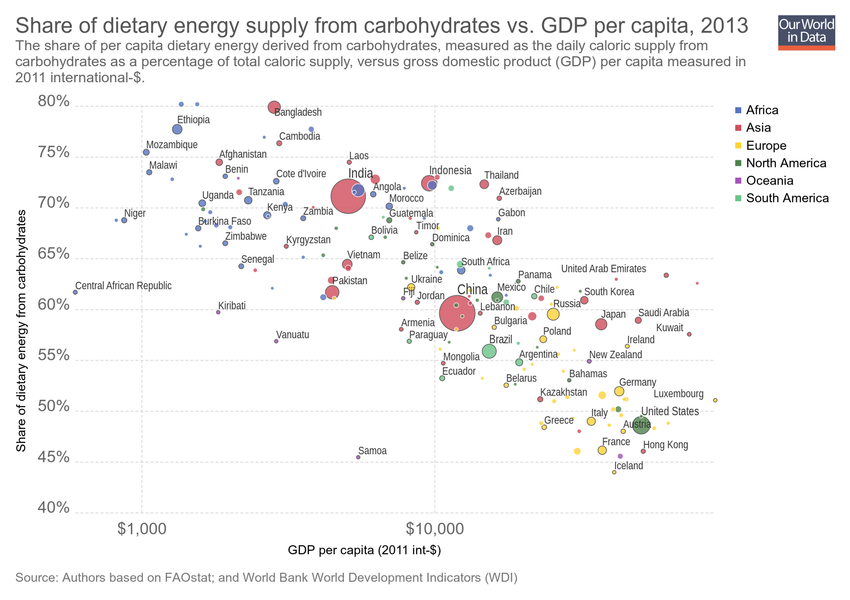 Share of dietary energy supply from carbohydrates vs. GDP per capita, 2013
Our World
in Data
The share of per capita dietary energy derived from carbohydrates, measured as the daily caloric supply from
carbohydrates as a percentage of total caloric supply, versus gross domestic product (GDP) per capita measured in
2011 international-$.
Share of dietary energy from carbohydrates
80%
75%
70%
65%
60%
55%
50%
45%
40%
Bangladesh
Ethiopia
Cambodia
Mozambique
Afghanistan
Laos
Malawi
Benin
Cote d'Ivoire
India
Indonesia
Thailand
Angola
Azerbaijan
Uganda
Tanzania
Morocco
Niger
Burkina Faso
Kenya
Zambia
Guatemala
Gabon
Zimbabwe
Kyrgyzstan
Bolivia
Timor
Dominica
Iran
Senegal
Vietnam
Belize
South Africa
United Arab Emirates
Central African Republic
Pakistan
Ukraine
Fiji
Jordan
China
Mexico
Panama
Chile
South Korea
Kiribati
Lebanon
Russia
Japan
Saudi Arabia
Armenia
Bulgaria
Kuwait
Vanuatu
Paraguay
Brazil
Poland
Ireland
Mongolia
Argentina
New Zealand
Ecuador
Belarus
Bahamas
Germany
Kazakhstan
Luxembourg
Greece
Italy
United States
Austria
Samoa
France
Hong Kong
Iceland
$1,000
$10,000
GDP per capita (2011 int-$)
Africa
Asia
Europe
North America
Oceania
South America
Source: Authors based on FAOstat; and World Bank World Development Indicators (WDI)